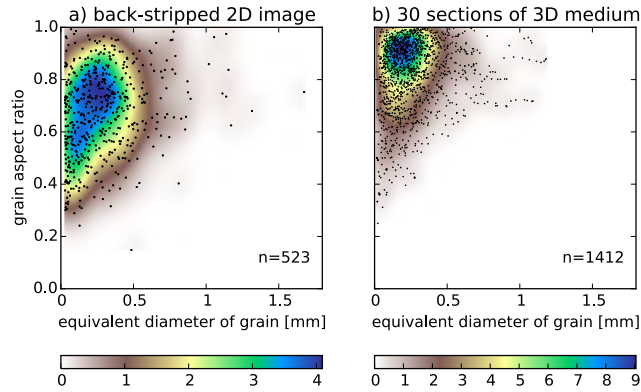 a) back-stripped 2D image
b) 30 sections of 3D medium
grain aspect ratio
1.0
0.8
0.6
0.4
0.2
0.0
n=523
n=1412
0 0.5 1 1.5
0 0.5 1 1.5
equivalent diameter of grain [mm]
equivalent diameter of grain [mm]
0 1 2 3 4
0 1 2 3 4 5 6 7 8 9